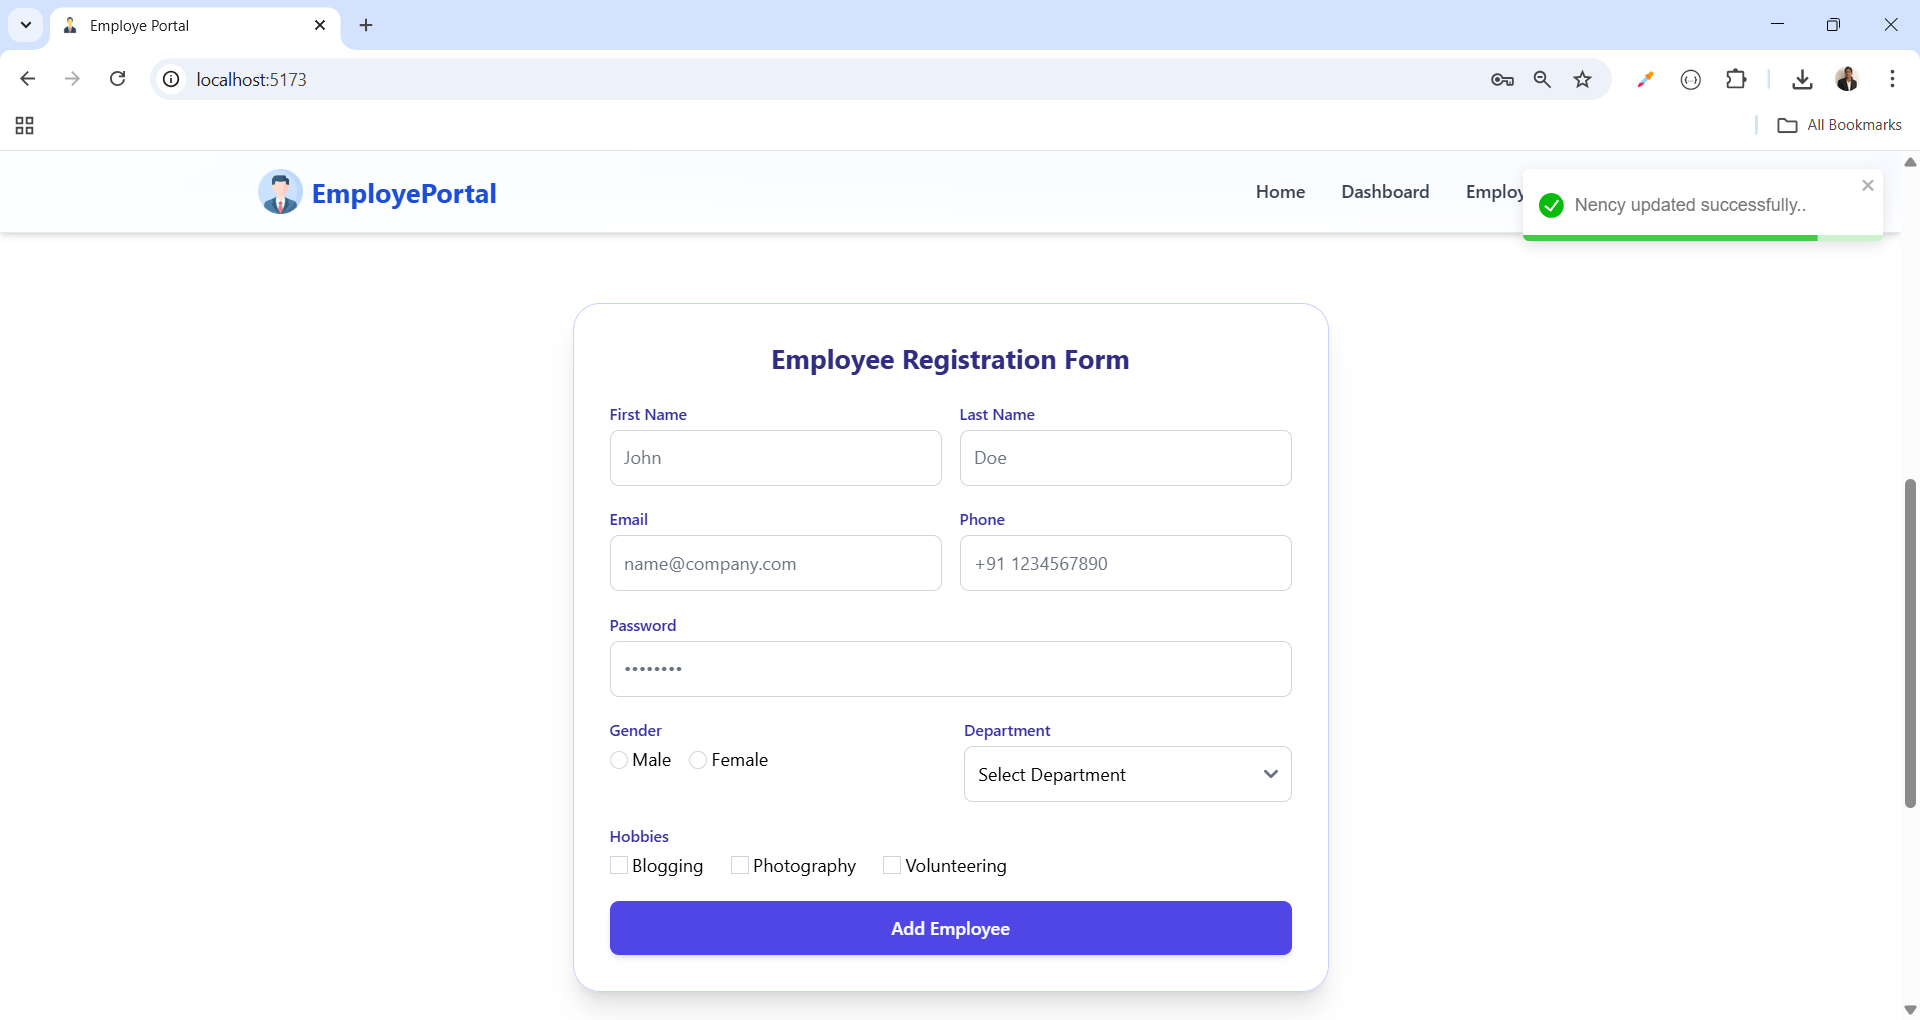 Employe Portal
localhost:5173
All Bookmarks
EmployePortal
Home Dashboard Employ
Nency updated successfully..
Employee Registration Form
First Name Last Name
John Doe
Email Phone
name@company.com +91 1234567890
Password
••••••••
Gender Department
Male Female
Select Department
Hobbies
Blogging Photography Volunteering
Add Employee